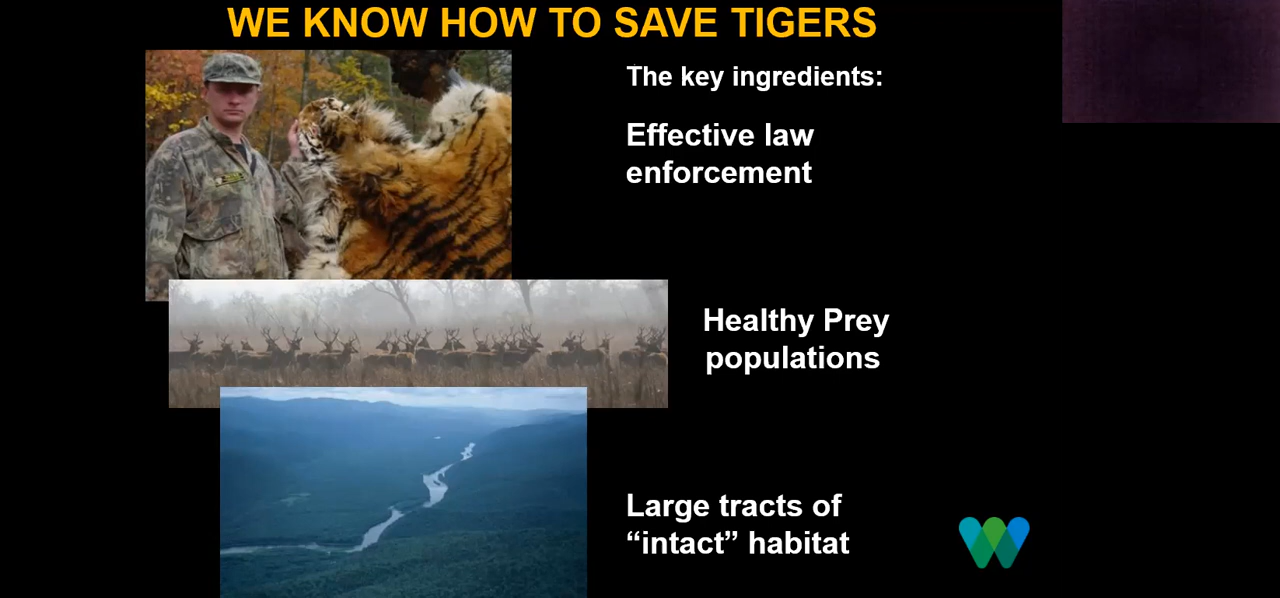 WE KNOW HOW TO SAVE TIGERS
The key ingredients:
Effective law
enforcement
Healthy Prey
populations
Large tracts of
“intact” habitat